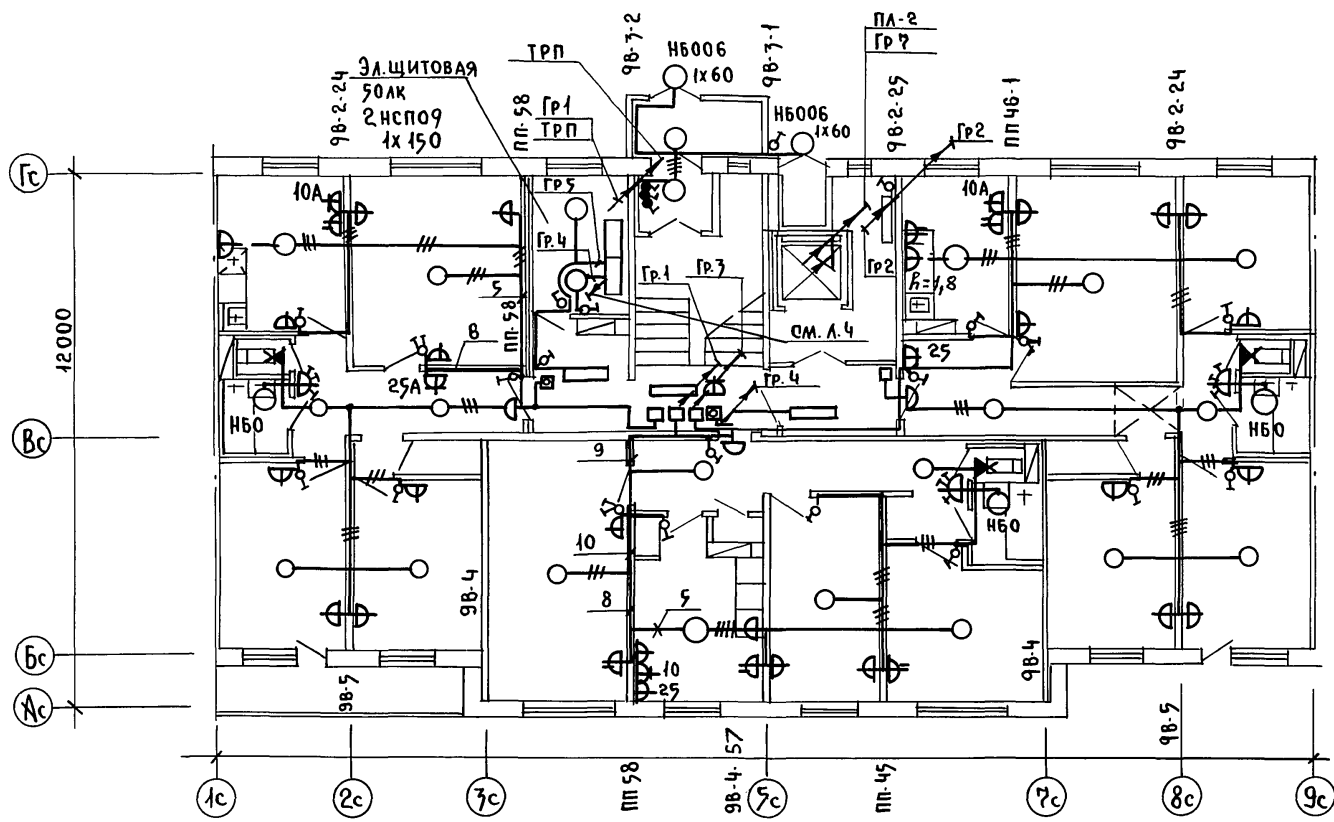 9В-3-2
НБ006
1х60
9В-3-1
ПЛ-2
Гр 7
ТРП
Эл.щитовая
50лк
2нсп09
1х150
9В-2-24
ПП-58
Гр1
ТРП
НБ006
1х60
9В-2-25
ПП46-1
Гр2
9В-2-24
Гс
10А
Гр5
Гр.4
10А
Гр.1
Гр.3
Гр2
h=1,8
5
ПП-58
12000
8
см. л.4
25А
25
Гр.4
НБО
НБО
Вс
9
НБО
10
9В-4
8
5
10
25
9В-4
Бс
9В-5
9В-5
Ас
1с
2с
3с
ПП58
9В-4-57
5с
ПП-45
7с
8с
9с